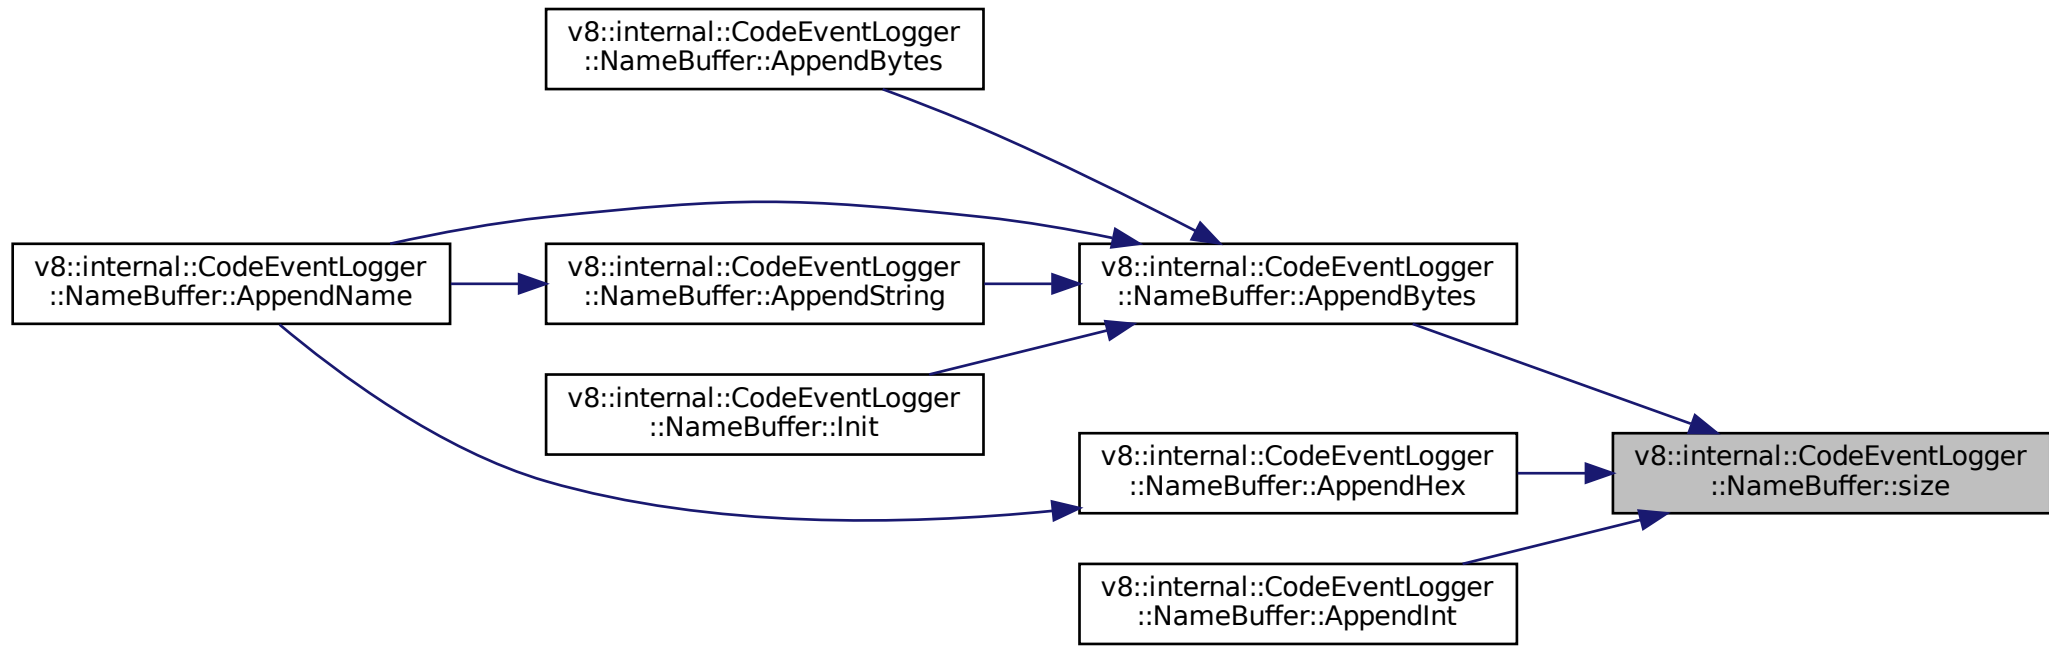 v8::internal::CodeEventLogger
::NameBuffer::AppendBytes
v8::internal::CodeEventLogger
::NameBuffer::AppendName
v8::internal::CodeEventLogger
::NameBuffer::AppendString
v8::internal::CodeEventLogger
::NameBuffer::AppendBytes
v8::internal::CodeEventLogger
::NameBuffer::Init
v8::internal::CodeEventLogger
::NameBuffer::AppendHex
v8::internal::CodeEventLogger
::NameBuffer::size
v8::internal::CodeEventLogger
::NameBuffer::AppendInt